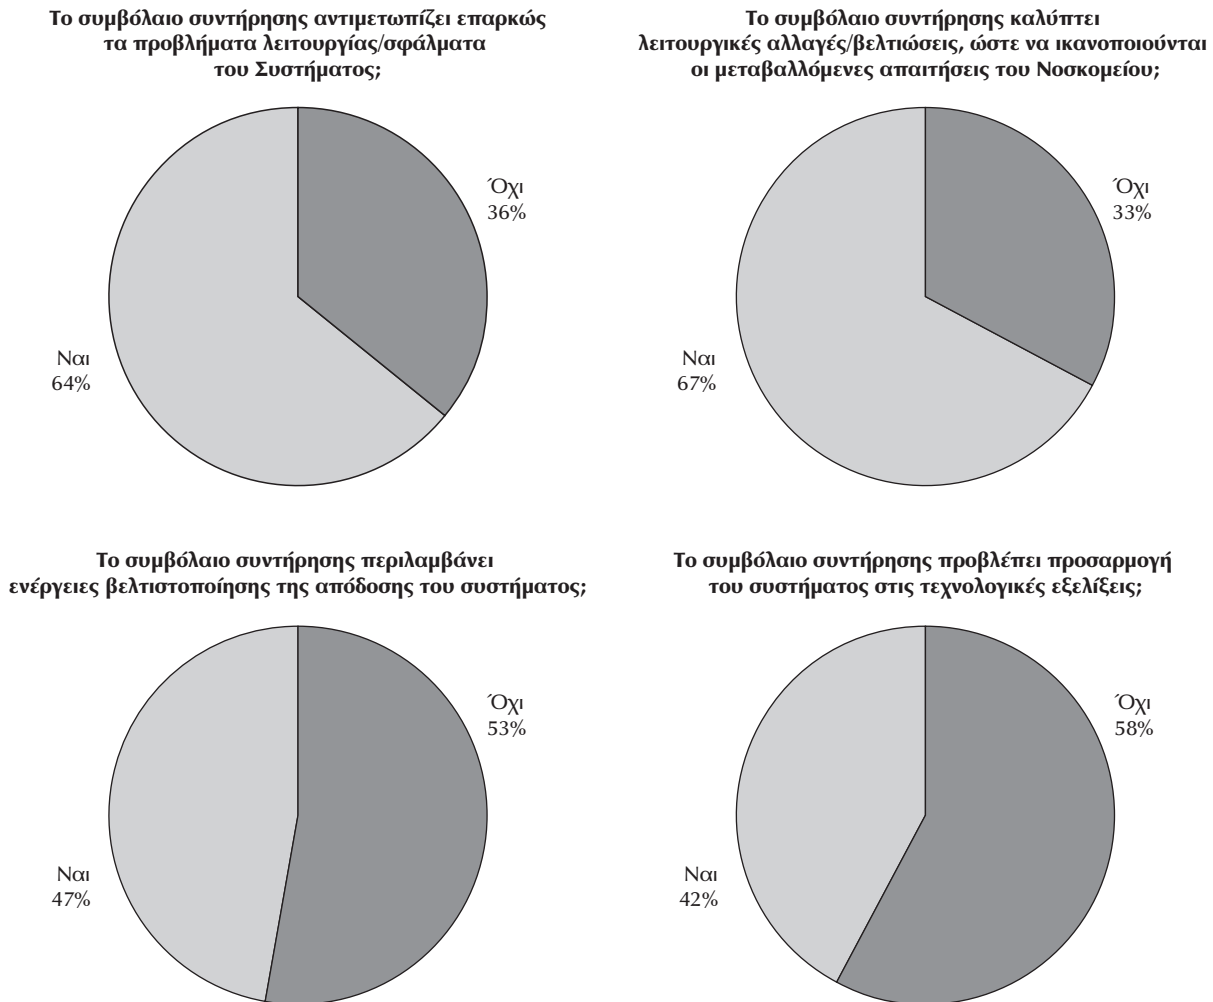 Το συμβόλαιο συντήρησης αντιμετωπίζει επαρκώς
τα προβλήματα λειτουργίας/σφάλματα
του Συστήματος;
Όχι
36%
Ναι
64%
Το συμβόλαιο συντήρησης καλύπτει
λειτουργικές αλλαγές/βελτιώσεις, ώστε να ικανοποιούνται
οι μεταβαλλόμενες απαιτήσεις του Νοσκομείου;
Όχι
33%
Ναι
67%
Το συμβόλαιο συντήρησης περιλαμβάνει
ενέργειες βελτιστοποίησης της απόδοσης του συστήματος;
Όχι
53%
Ναι
47%
Το συμβόλαιο συντήρησης προβλέπει προσαρμογή
του συστήματος στις τεχνολογικές εξελίξεις;
Όχι
58%
Ναι
42%